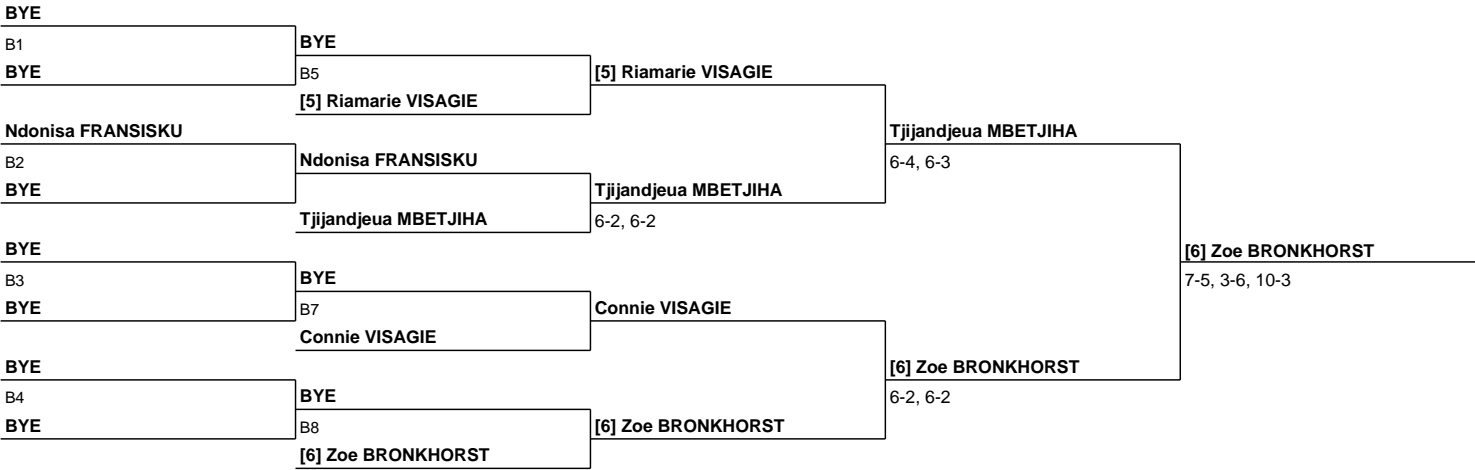 BYE
B1
BYE
BYE
B5
[5] Riamarie VISAGIE
[5] Riamarie VISAGIE
Ndonisa FRANSISKU
Tjijandjeua MBETJIHA
B2
Ndonisa FRANSISKU
6-4, 6-3
BYE
Tjijandjeua MBETJIHA
Tjijandjeua MBETJIHA
6-2, 6-2
BYE
[6] Zoe BRONKHORST
B3
BYE
7-5, 3-6, 10-3
BYE
B7
Connie VISAGIE
Connie VISAGIE
BYE
[6] Zoe BRONKHORST
B4
BYE
6-2, 6-2
BYE
B8
[6] Zoe BRONKHORST
[6] Zoe BRONKHORST